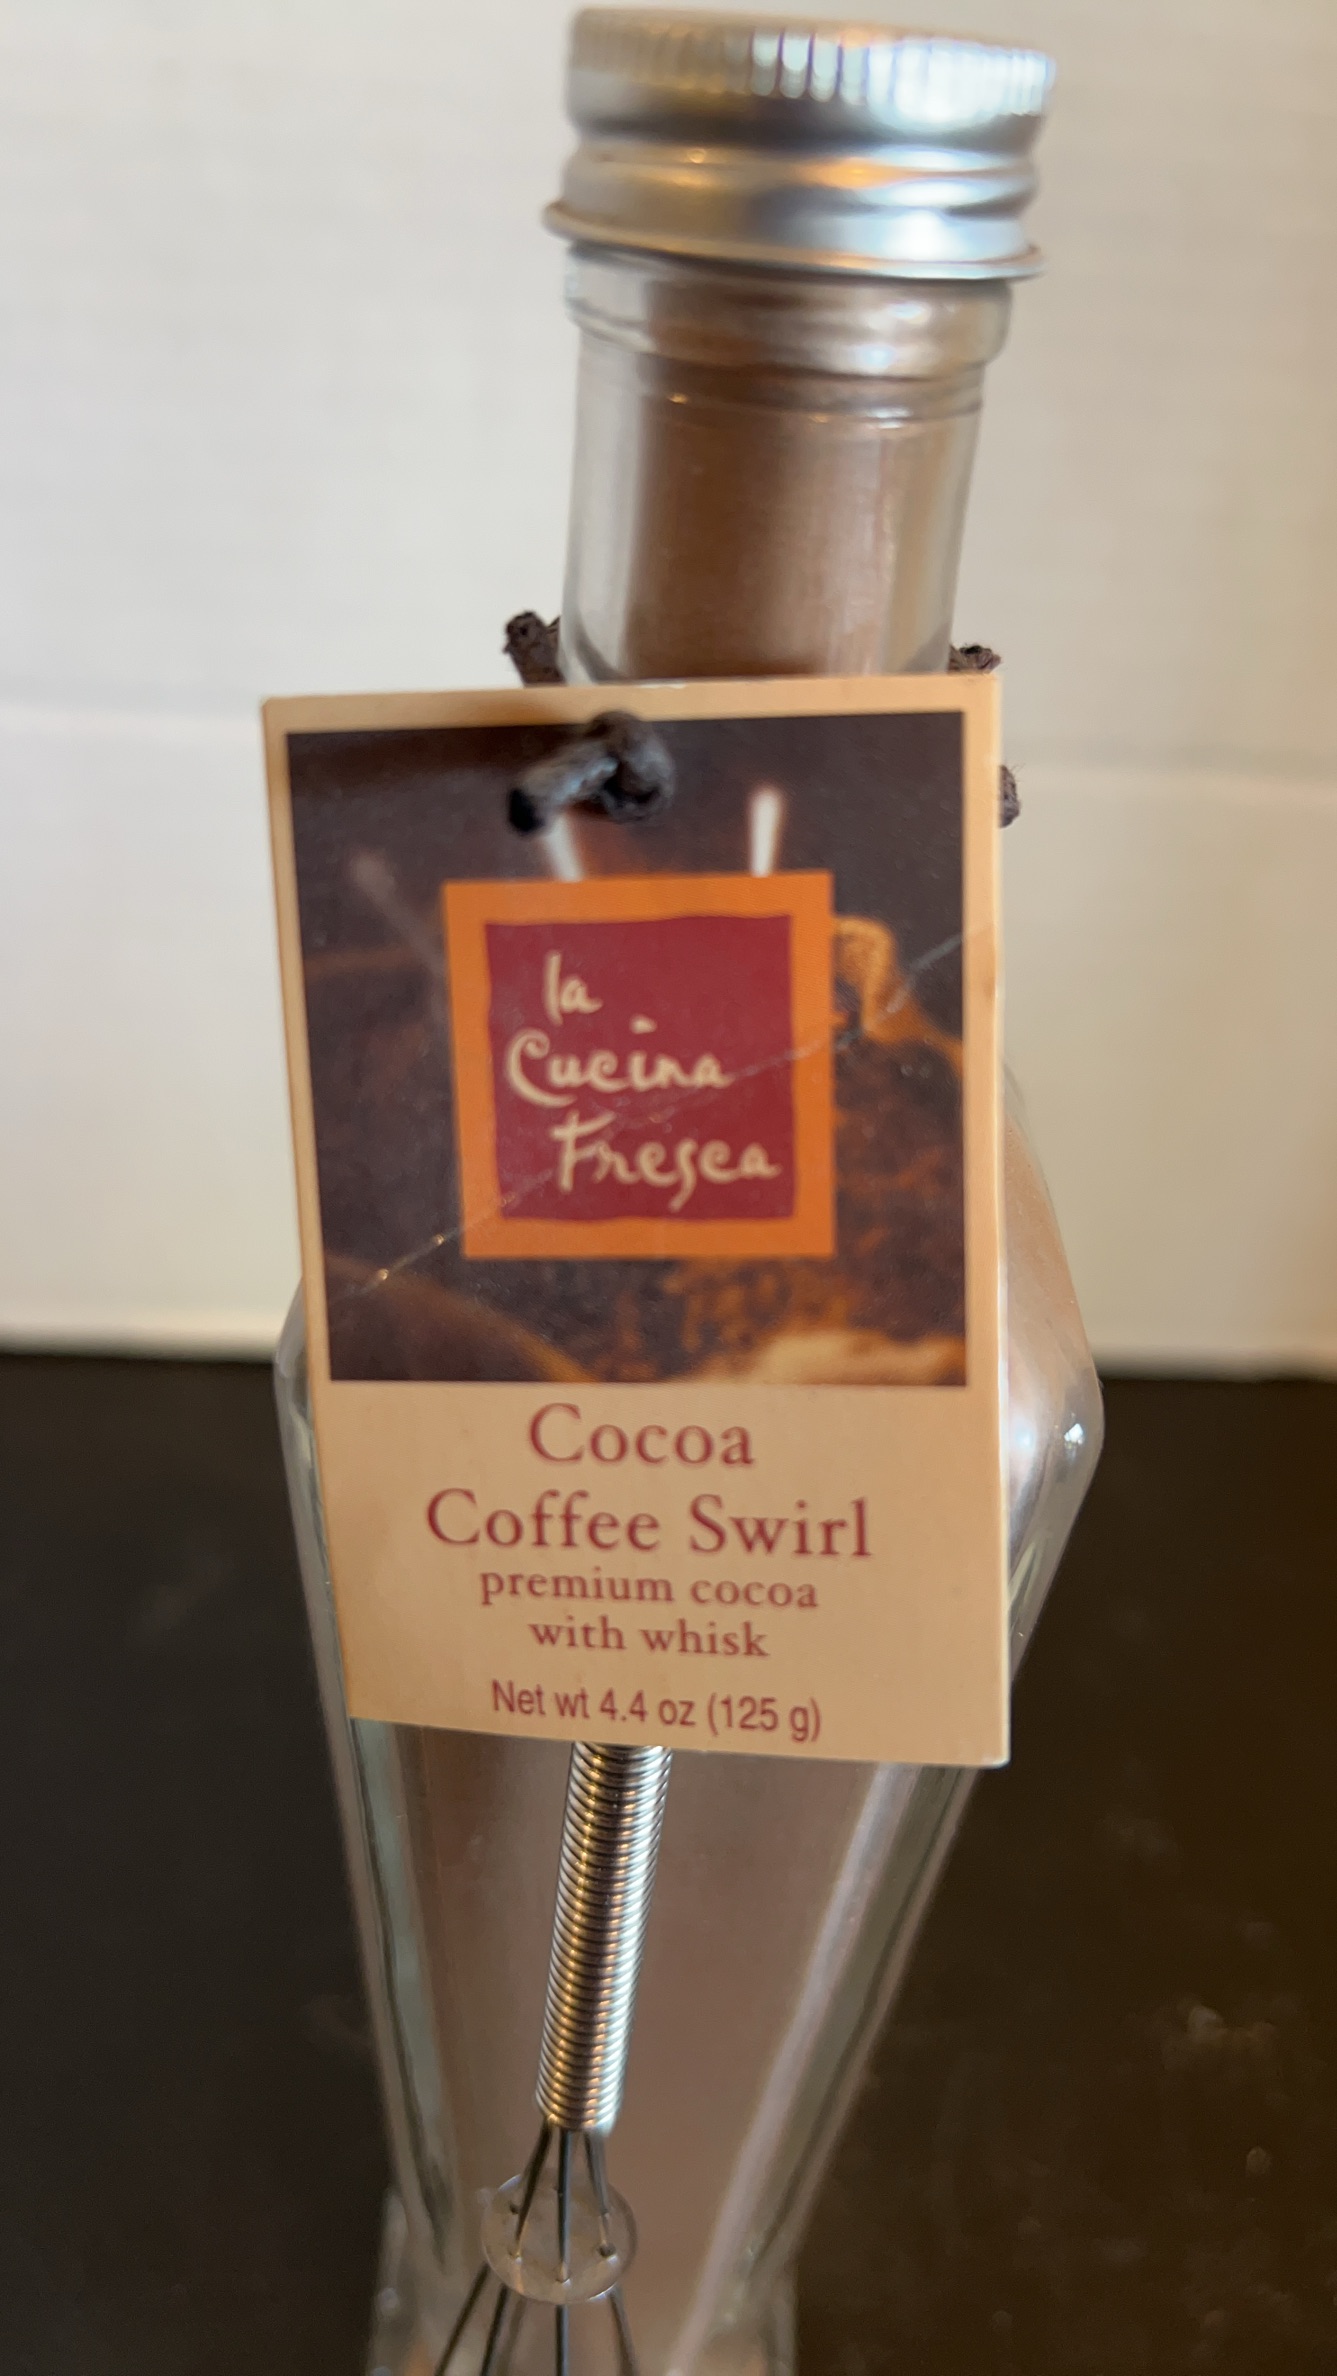 la
Cucina
Fresca
Cocoa
Coffee Swirl
premium cocoa
with whisk
Net wt 4.4 oz (125 g)